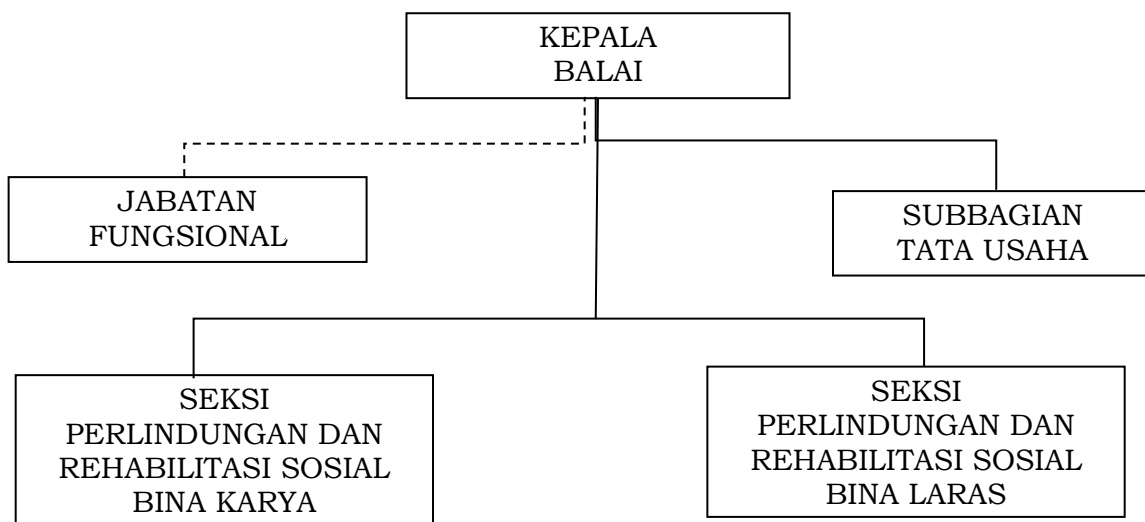 KEPALA
BALAI
JABATAN
FUNGSIONAL
SUBBAGIAN
TATA USAHA
SEKSI
PERLINDUNGAN DAN
REHABILITASI SOSIAL
BINA KARYA
SEKSI
PERLINDUNGAN DAN
REHABILITASI SOSIAL
BINA LARAS